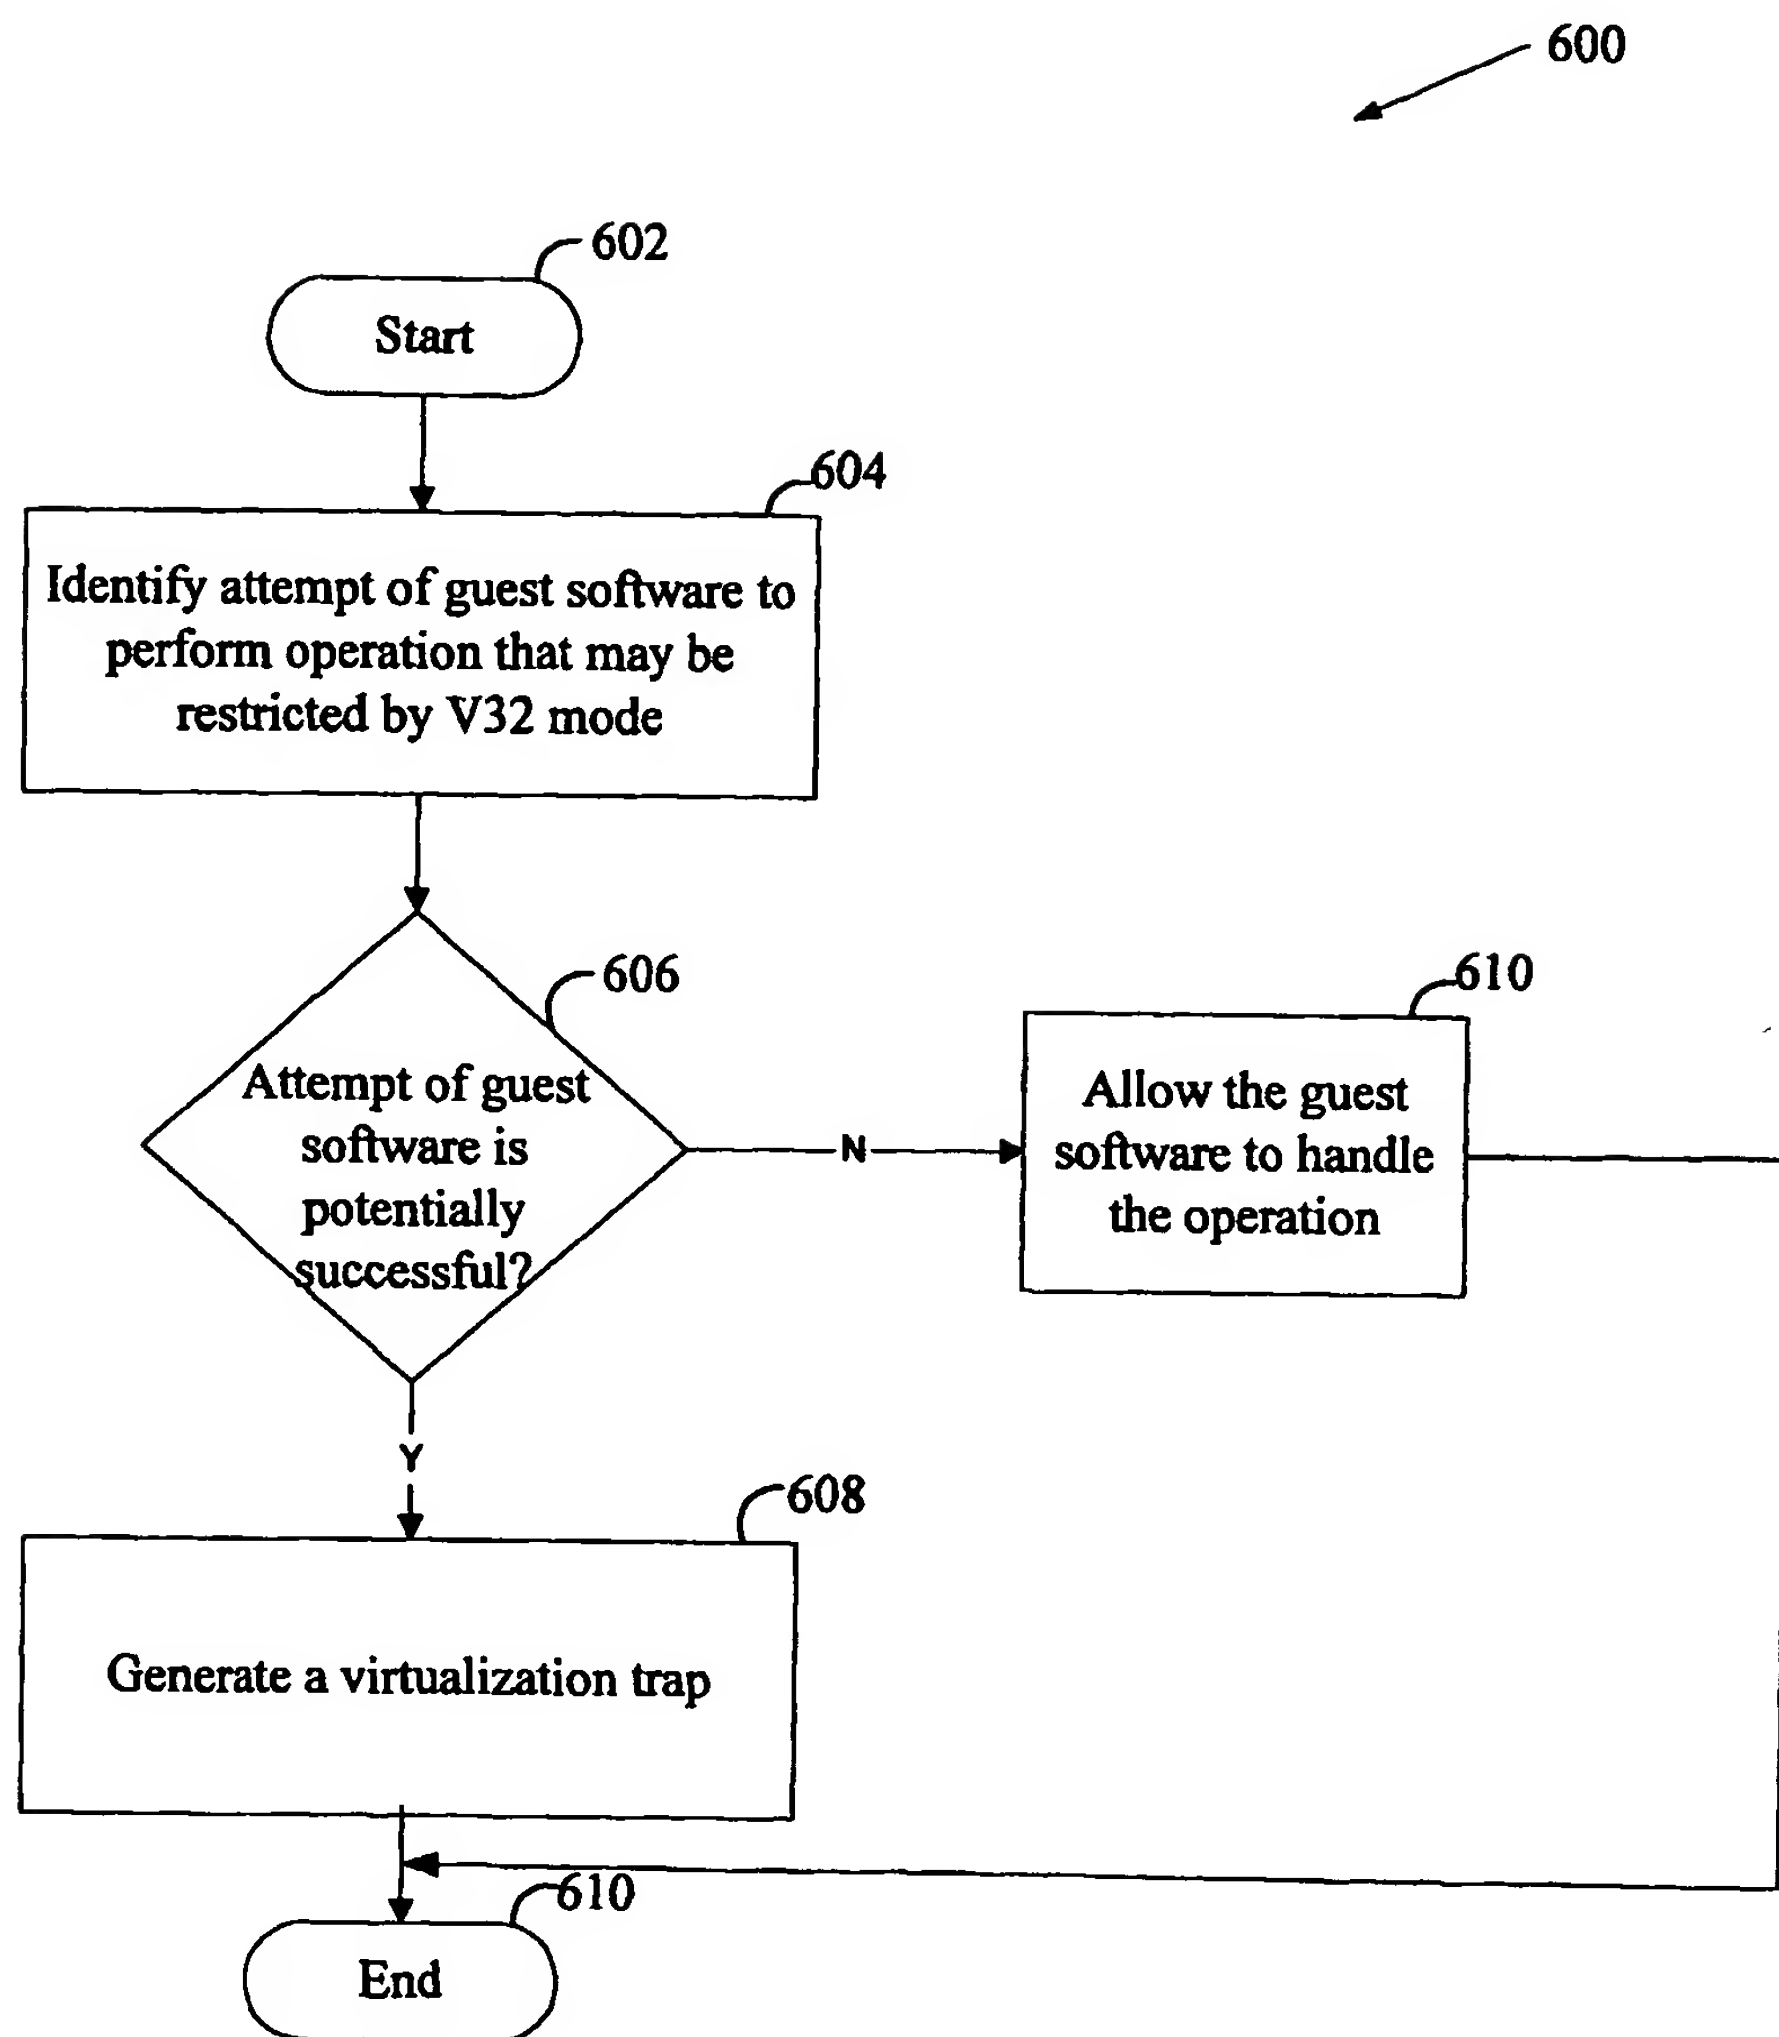 600
602
Start
604
Identify attempt of guest software to
perform operation that may be
restricted by V32 mode
606
Attempt of guest
software is
potentially
successful?
N
610
Allow the guest
software to handle
the operation
Y
608
Generate a virtualization trap
610
End